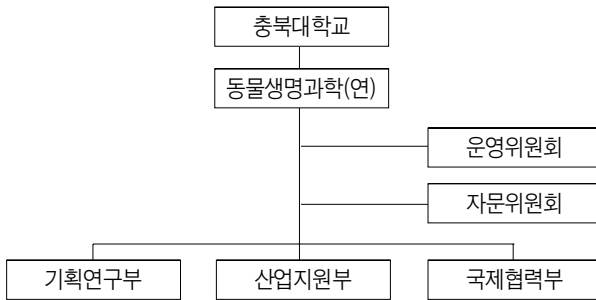 충북대학교
동물생명과학(연)
운영위원회
자문위원회
기획연구부
산업지원부
국제협력부